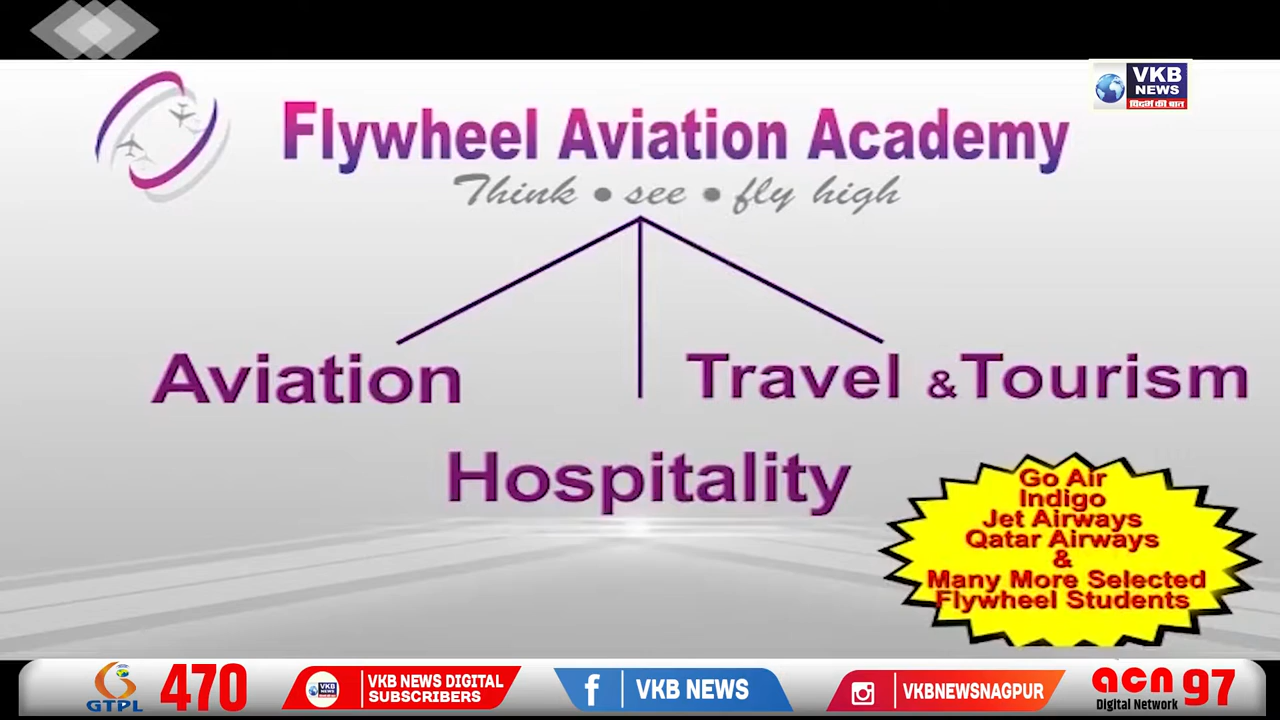 VKB
NEWS
विदर्भ की बात
Flywheel Aviation Academy
Think • see • fly high
Aviation
Travel & Tourism
Hospitality
Go Air
Indigo
Jet Airways
Qatar Airways
&
Many More Selected
Flywheel Students
GTPL
470
VKB
NEWS
VKB NEWS DIGITAL
SUBSCRIBERS
f
VKB NEWS
VKBNEWSNAGPUR
acn 97
Digital Network